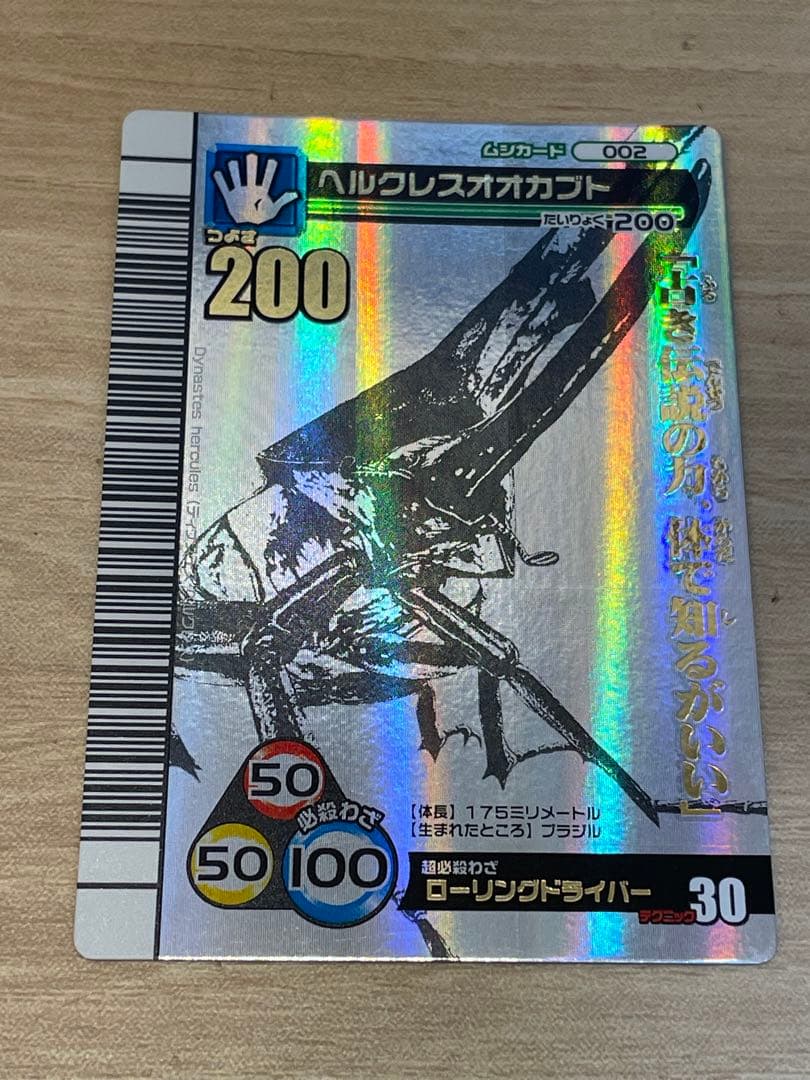 ムシカード 002
ヘルクレスオオカブト
たいりょく 200
つよさ
200
「古き伝説の力、体で知るがいい」
Dynastes hercules
50
必殺わざ
50
100
【体長】175ミリメートル
【生まれたところ】ブラジル
超必殺わざ
ローリングドライバー
テクニック30